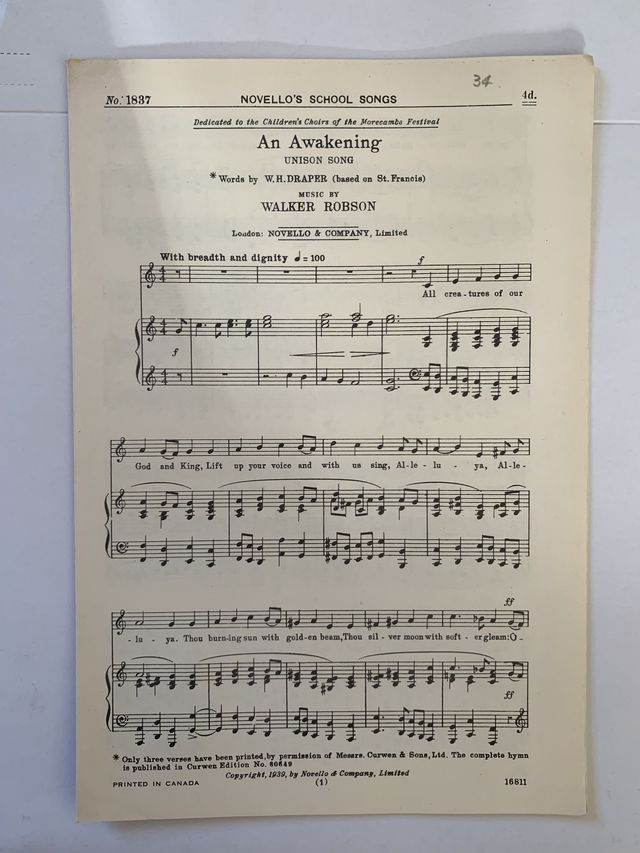 34
No. 1837 NOVELLO'S SCHOOL SONGS 4d.
Dedicated to the Children's Choirs of the Morecambe Festival
An Awakening
UNISON SONG
* Words by W.H. DRAPER (based on St. Francis)
MUSIC BY
WALKER ROBSON
London: NOVELLO & COMPANY, Limited
With breadth and dignity ♩= 100
f
All crea-tures of our
f
God and King, Lift up your voice and with us sing, Al-le-lu-ya, Al-le-
ff
-lu-ya. Thou burn-ing sun with gold-en beam, Thou sil-ver moon with soft-er gleam: O-
ff
* Only three verses have been printed, by permission of Messrs. Curwen & Sons, Ltd. The complete hymn
is published in Curwen Edition No. 80649
Copyright, 1939, by Novello & Company, Limited
PRINTED IN CANADA (1) 16811